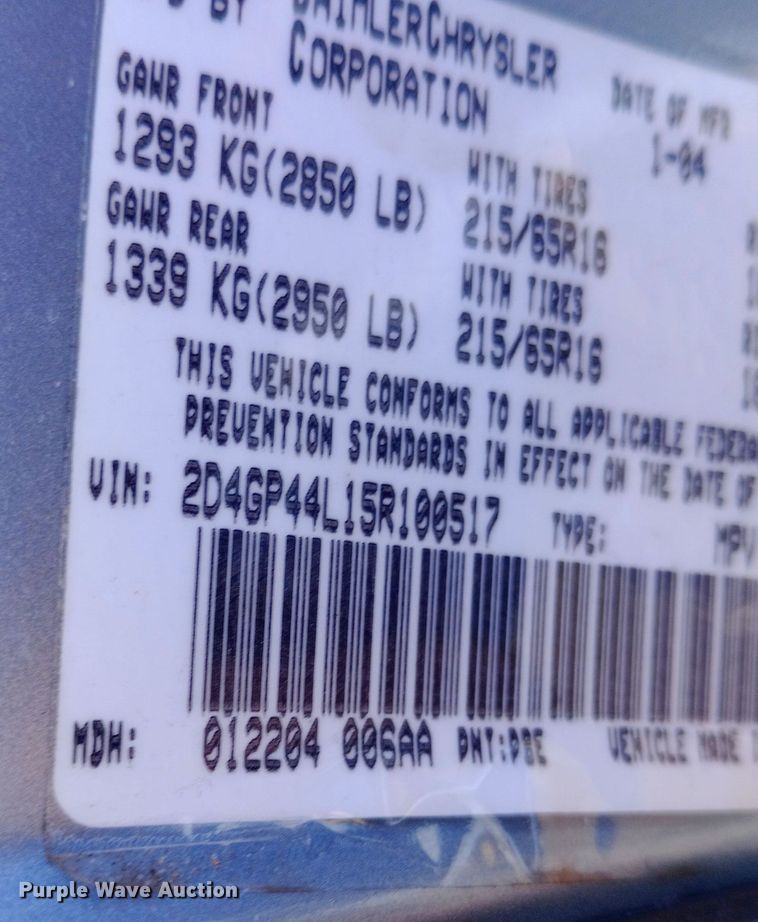 BY DAIMLERCHRYSLER
CORPORATION
DATE OF MFR
1-04
GAWR FRONT
1293 KG(2850 LB)
WITH TIRES
215/65R16
GAWR REAR
1339 KG(2950 LB)
WITH TIRES
215/65R16
THIS VEHICLE CONFORMS TO ALL APPLICABLE FEDERA
PREVENTION STANDARDS IN EFFECT ON THE DATE OF
VIN: 2D4GP44L15R100517 TYPE: MPV
MDH: 012204 006AA PNT:PBE VEHICLE MADE
Purple Wave Auction